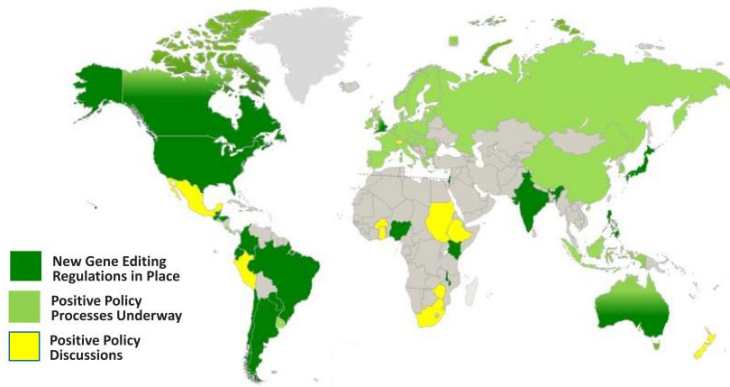 New Gene Editing
Regulations in Place
Positive Policy
Processes Underway
Positive Policy
Discussions